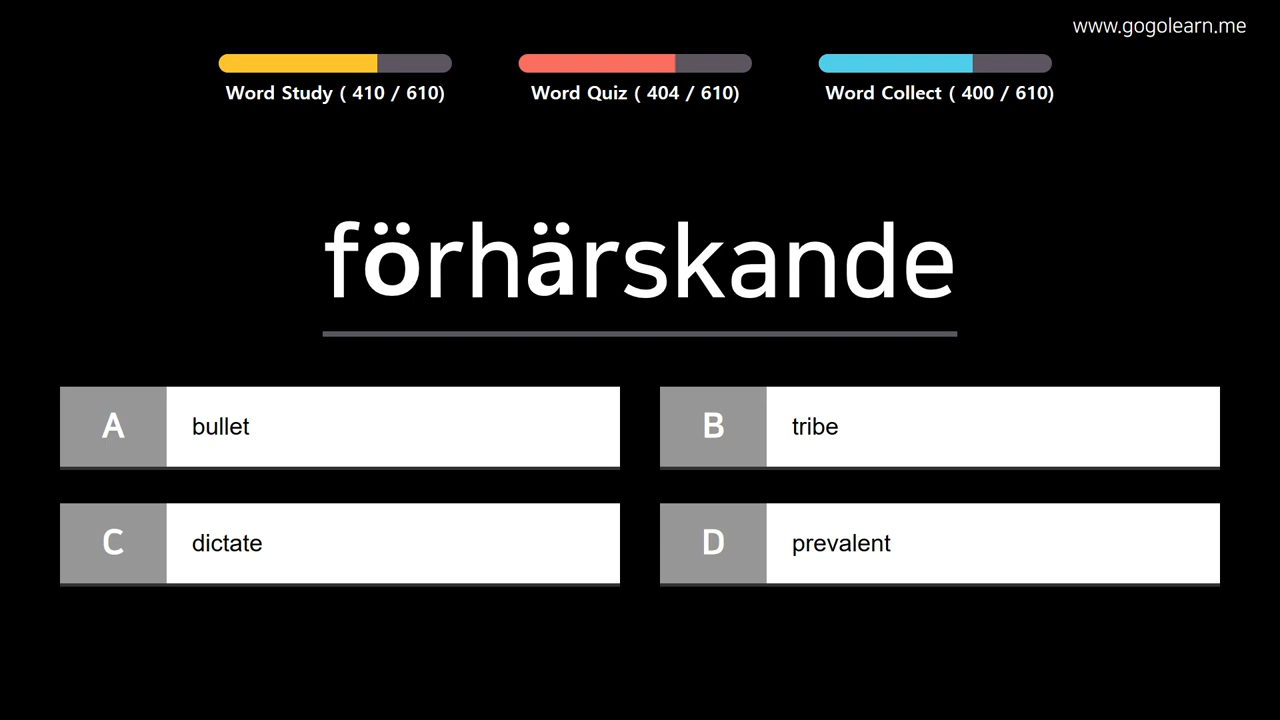 www.gogolearn.me
Word Study ( 410 / 610)
Word Quiz ( 404 / 610)
Word Collect ( 400 / 610)
förhärskande
A bullet
B tribe
C dictate
D prevalent